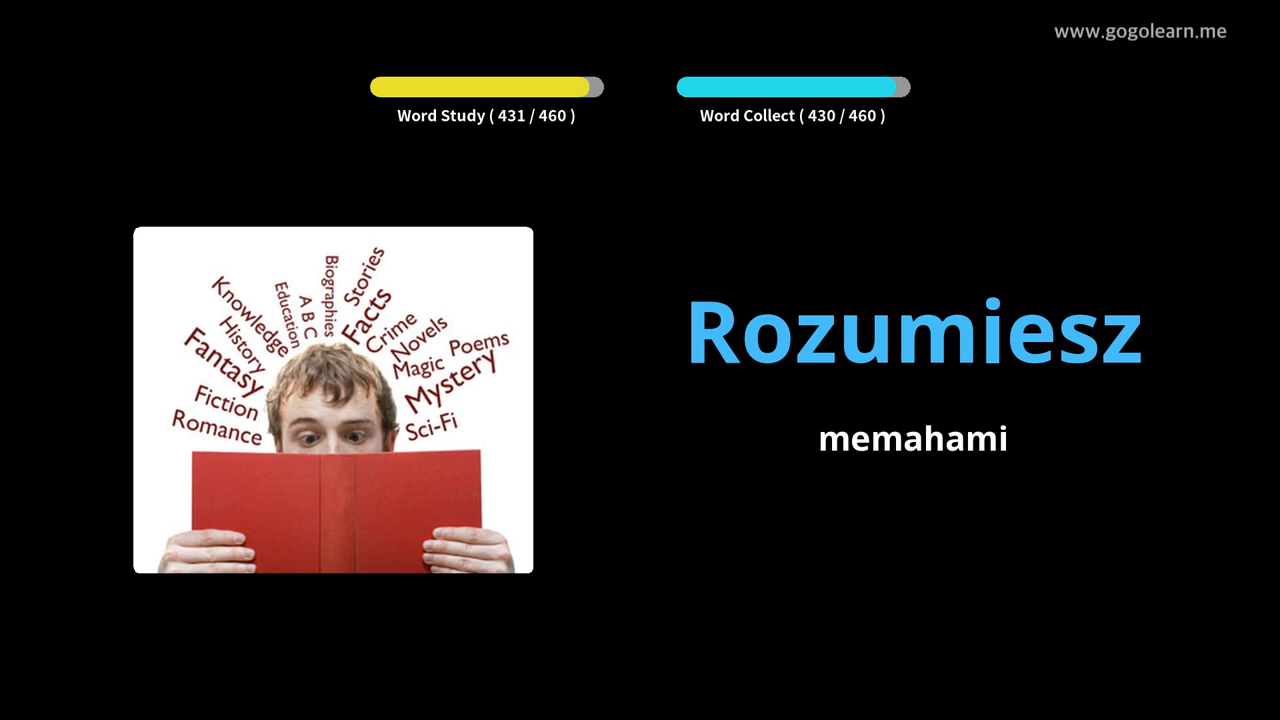 www.gogolearn.me
Word Study ( 431 / 460 )
Word Collect ( 430 / 460 )
Biographies
Stories
Knowledge
Education
A B C
Facts
History
Crime
Novels
Fantasy
Magic
Poems
Mystery
Fiction
Romance
Sci-Fi
Rozumiesz
memahami